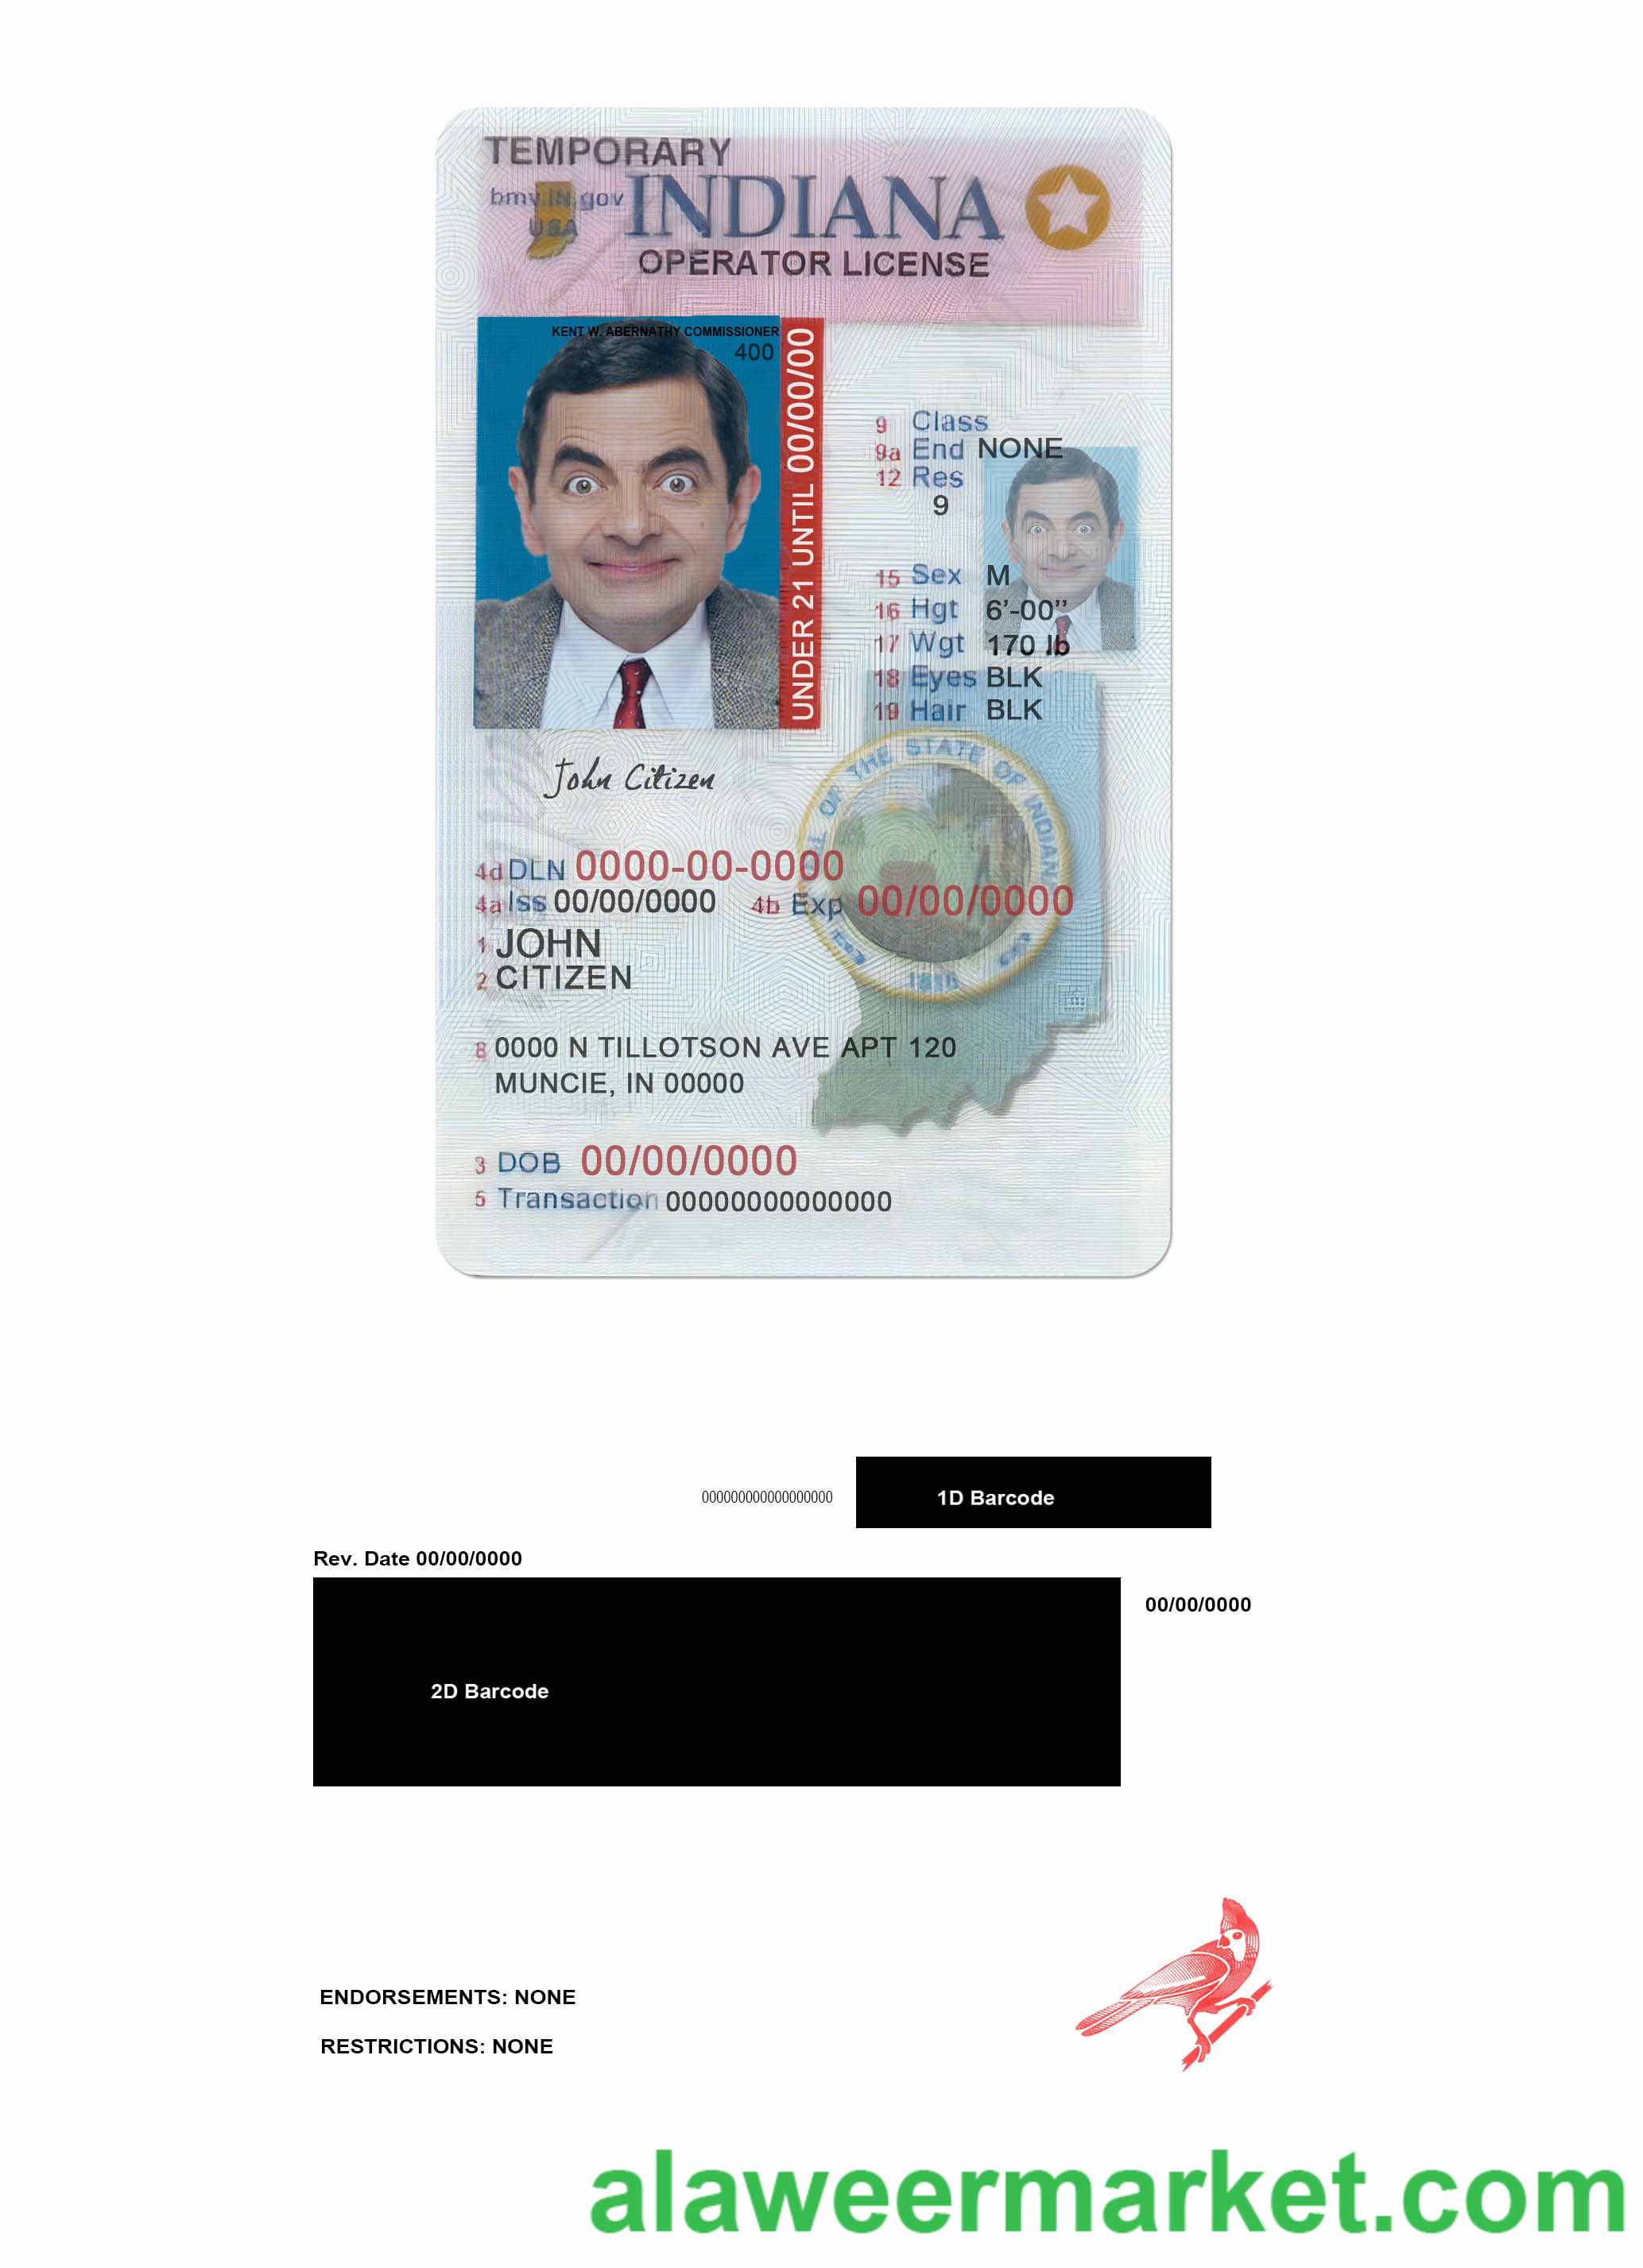 TEMPORARY
bmv.IN.gov
USA
INDIANA
OPERATOR LICENSE
KENT W. ABERNATHY COMMISSIONER
400
UNDER 21 UNTIL 00/00/00
9 Class
9a End NONE
12 Res
9
15 Sex M
16 Hgt 6'-00"
17 Wgt 170 lb
18 Eyes BLK
19 Hair BLK
John Citizen
OF THE STATE OF INDIANA
1816
4d DLN 0000-00-0000
4a Iss 00/00/0000 4b Exp 00/00/0000
1 JOHN
2 CITIZEN
8 0000 N TILLOTSON AVE APT 120
MUNCIE, IN 00000
3 DOB 00/00/0000
5 Transaction 00000000000000
000000000000000000
1D Barcode
Rev. Date 00/00/0000
00/00/0000
2D Barcode
ENDORSEMENTS: NONE
RESTRICTIONS: NONE
alaweermarket.com